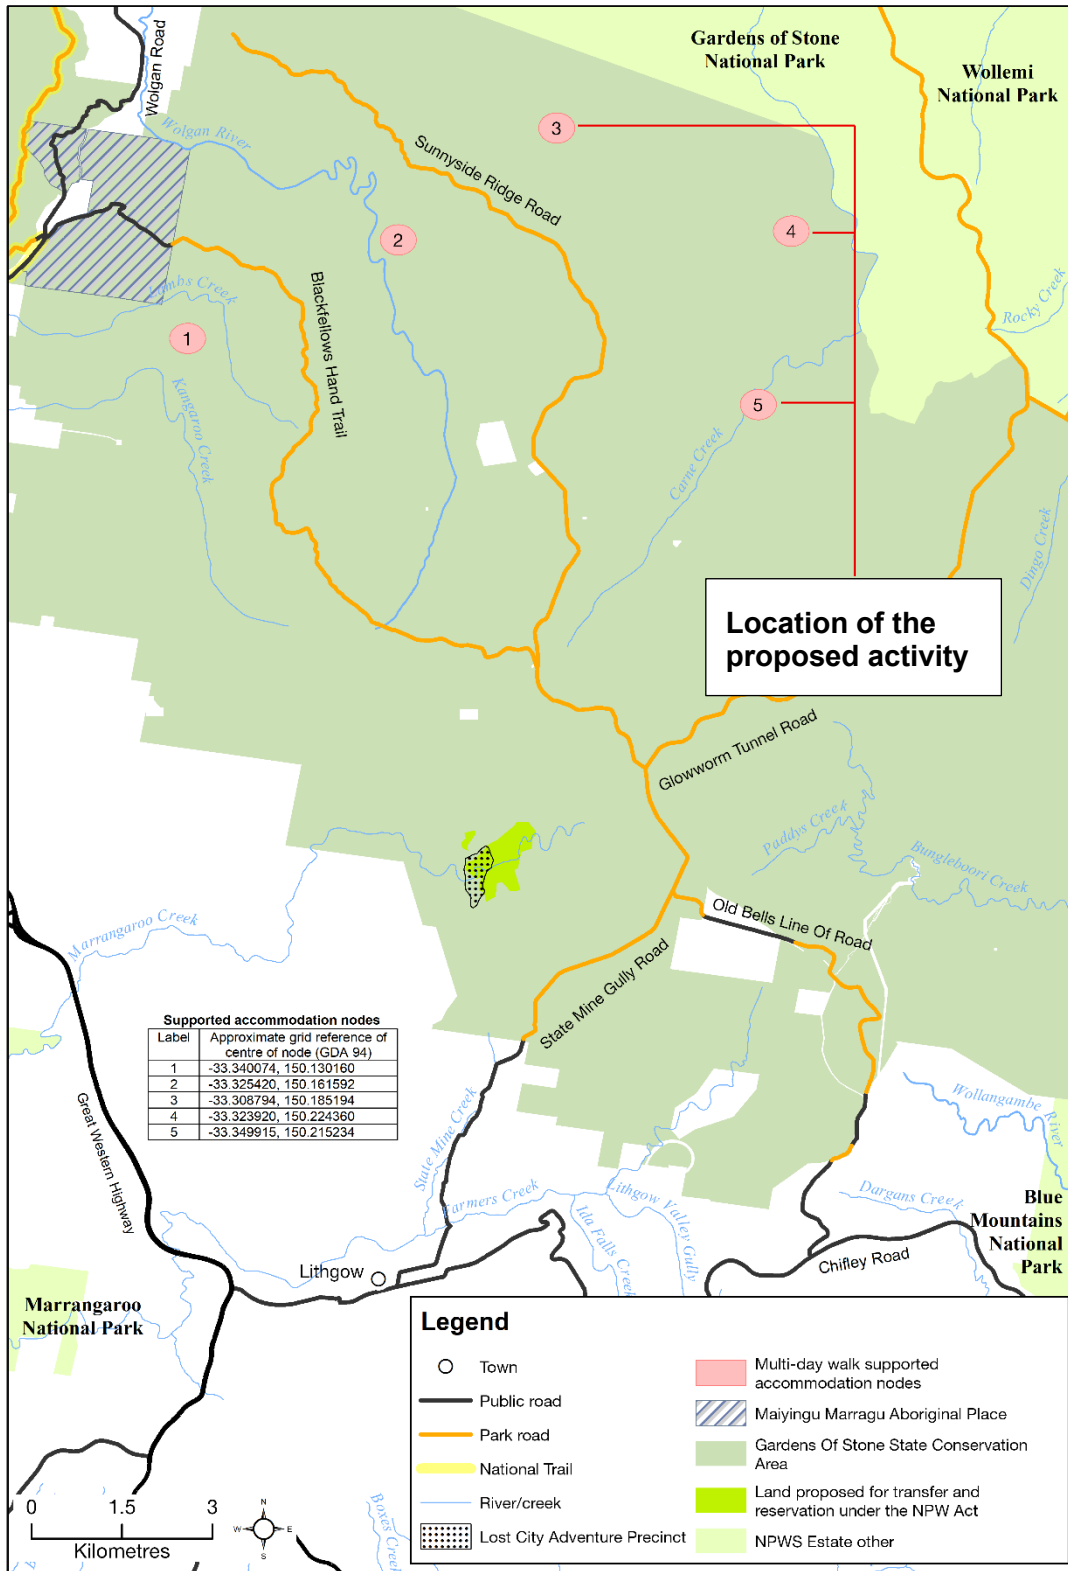 Gardens of Stone
National Park
Wollemi
National Park
Wolgan Road
Wolgan River
Sunnyside Ridge Road
3
4
2
Rocky Creek
Lambs Creek
1
Blackfellows Hand Trail
Kangaroo Creek
5
Carne Creek
Dingo Creek
Location of the
proposed activity
Glowworm Tunnel Road
Paddys Creek
Bungleboori Creek
Old Bells Line Of Road
Marrangaroo Creek
State Mine Gully Road
Supported accommodation nodes
Label Approximate grid reference of
centre of node (GDA 94)
1 -33.340074, 150.130160
2 -33.325420, 150.161592
3 -33.308794, 150.185194
4 -33.323920, 150.224360
5 -33.349915, 150.215234
Great Western Highway
State Mine Creek
Farmers Creek
Ida Falls Creek
Lithgow Valley Gully
Wollangambe River
Dargans Creek
Blue
Mountains
National
Park
Chifley Road
Lithgow
Marrangaroo
National Park
Boxes Creek
0 1.5 3
Kilometres
N
W E
S
Legend
Town
Public road
Park road
National Trail
River/creek
Lost City Adventure Precinct
Multi-day walk supported
accommodation nodes
Maiyingu Marragu Aboriginal Place
Gardens Of Stone State Conservation
Area
Land proposed for transfer and
reservation under the NPW Act
NPWS Estate other